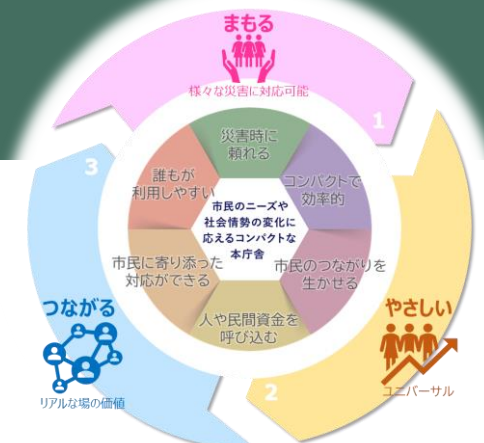 まもる
様々な災害に対応可能
1
3
災害時に
頼れる
誰もが
利用しやすい
コンパクトで
効率的
市民のニーズや
社会情勢の変化に
応えるコンパクトな
本庁舎
市民に寄り添った
対応ができる
市民のつながりを
生かせる
人や民間資金を
呼び込む
つながる
リアルな場の価値
やさしい
ユニバーサル
2